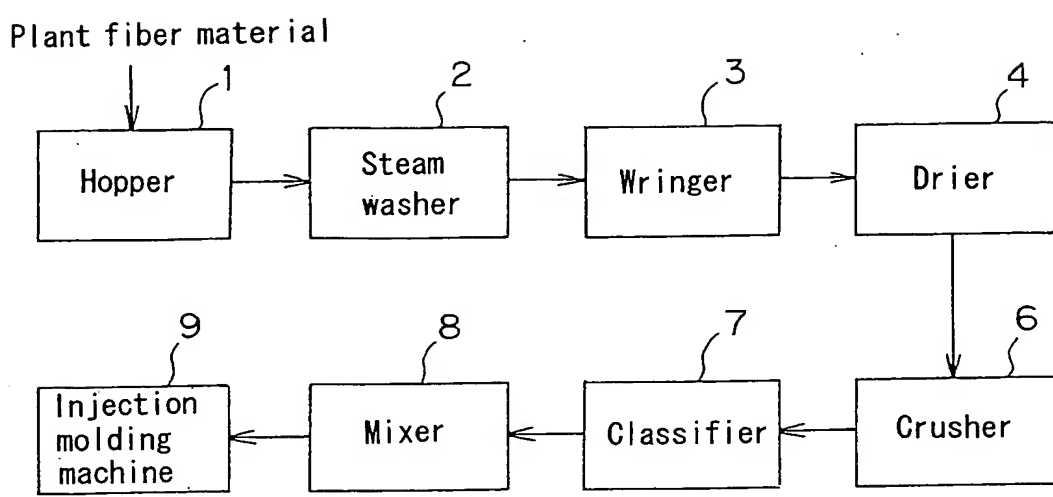 Plant fiber material
1
2
3
4
Hopper
Steam
washer
Wringer
Drier
9
8
7
6
Injection
molding
machine
Mixer
Classifier
Crusher